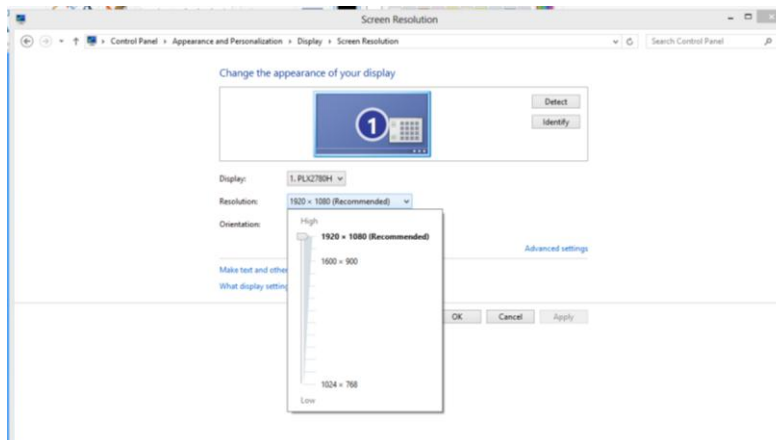 Screen Resolution
Control Panel › Appearance and Personalization › Display › Screen Resolution
Search Control Panel
Change the appearance of your display
1
Detect
Identify
Display: 1. PLX2780H
Resolution: 1920 × 1080 (Recommended)
Orientation:
High
1920 × 1080 (Recommended)
1600 × 900
Advanced settings
Make text and other
What display setting
OK Cancel Apply
1024 × 768
Low